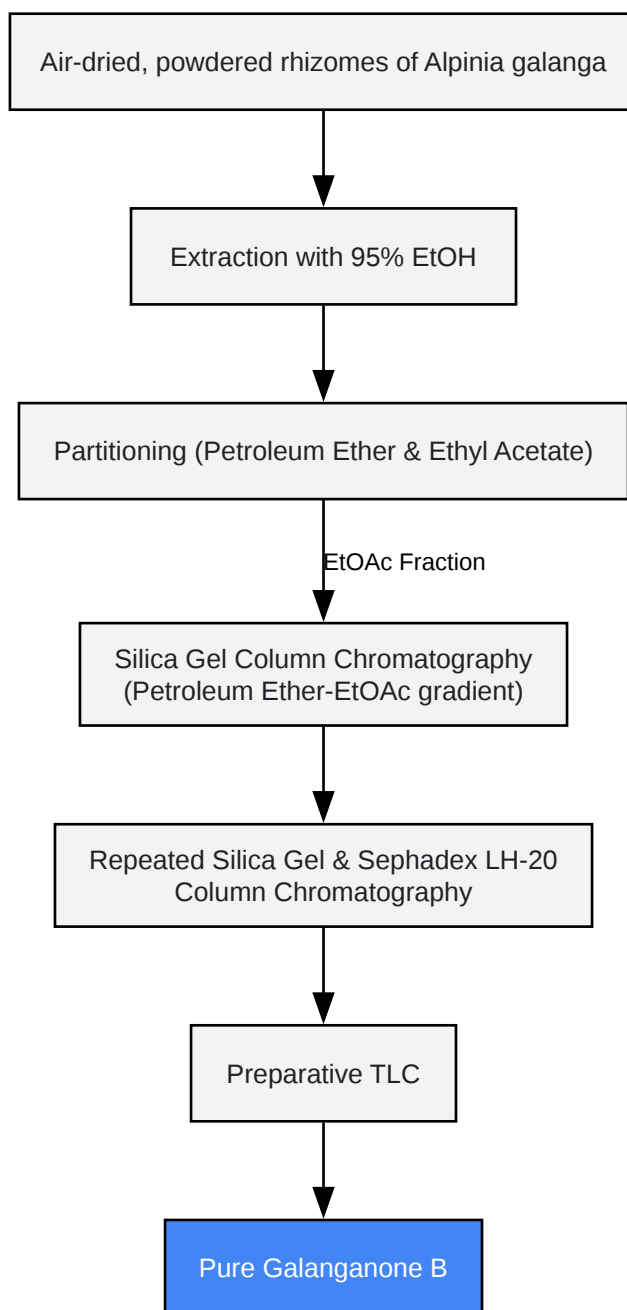 Air-dried, powdered rhizomes of Alpinia galanga
Extraction with 95% EtOH
Partitioning (Petroleum Ether & Ethyl Acetate)
EtOAc Fraction
Silica Gel Column Chromatography
(Petroleum Ether-EtOAc gradient)
Repeated Silica Gel & Sephadex LH-20
Column Chromatography
Preparative TLC
Pure Galanganone B